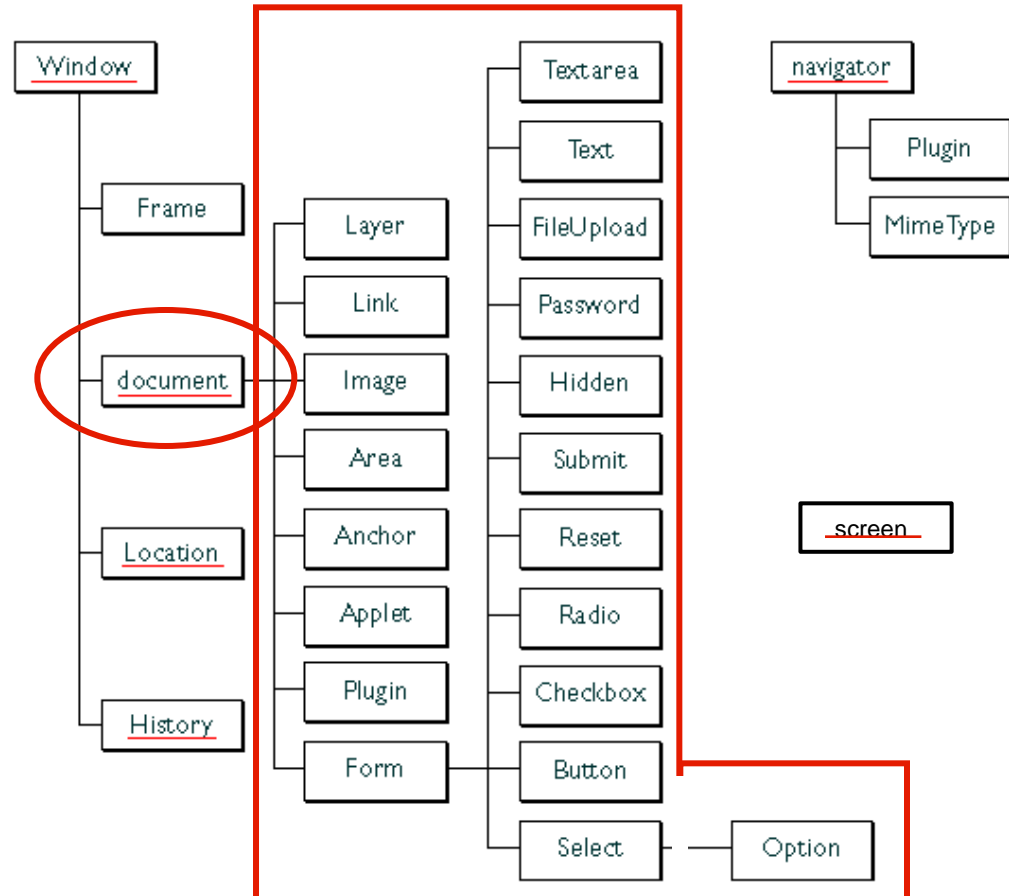 Window
Frame
document
Location
History
Layer
Link
Image
Area
Anchor
Applet
Plugin
Form
Textarea
Text
FileUpload
Password
Hidden
Submit
Reset
Radio
Checkbox
Button
Select
Option
navigator
Plugin
MimeType
screen